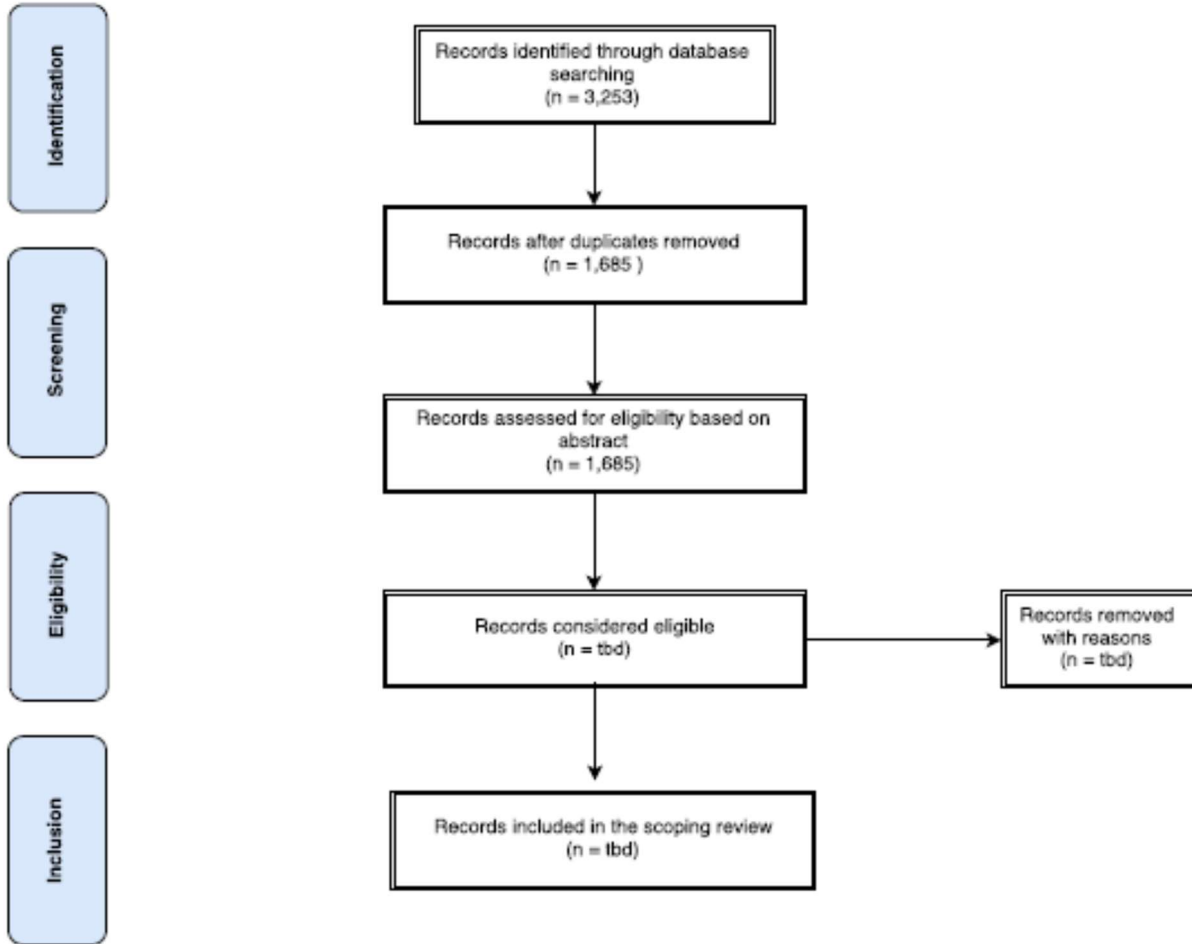 Identification
Records identified through database
searching
(n = 3,253)
Records after duplicates removed
(n = 1,685 )
Screening
Records assessed for eligibility based on
abstract
(n = 1,685)
Eligibility
Records considered eligible
(n = tbd)
Records removed
with reasons
(n = tbd)
Inclusion
Records included in the scoping review
(n = tbd)